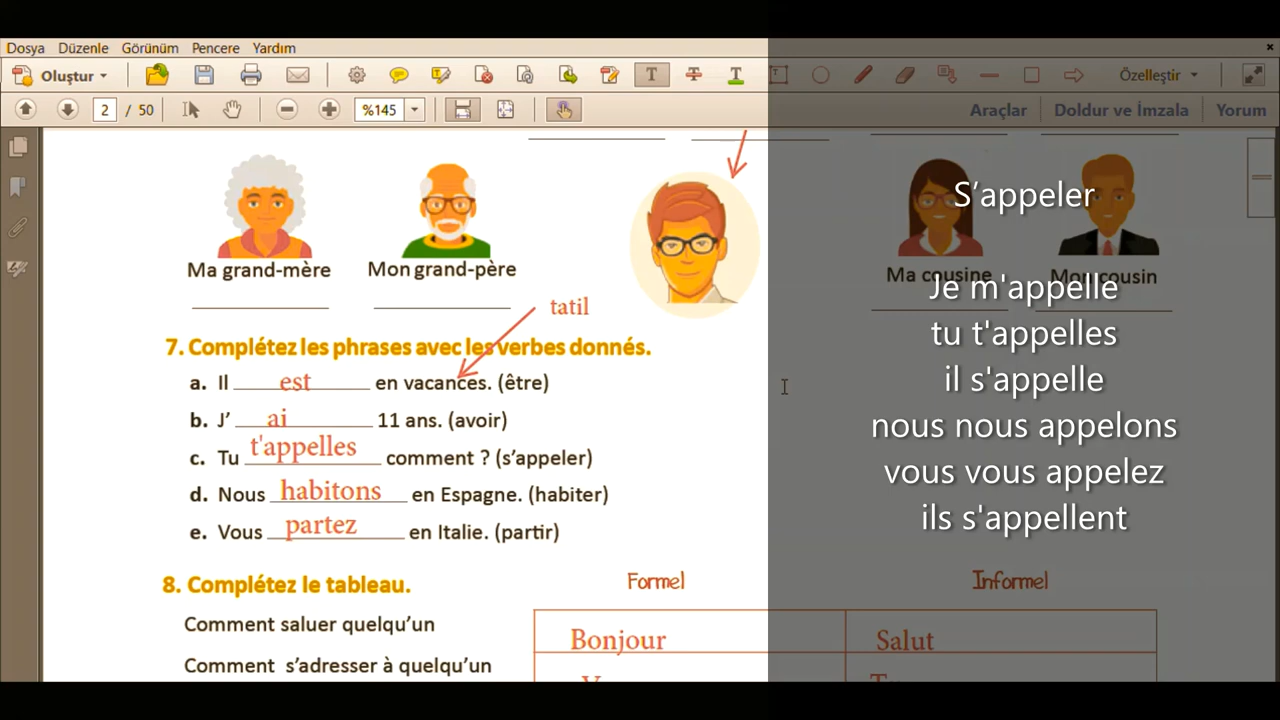 Dosya Düzenle Görünüm Pencere Yardım
Oluştur
Özelleştir
2 / 50
%145
Araçlar Doldur ve İmzala Yorum
Ma grand-mère
Mon grand-père
Ma cousine
Mon cousin
tatil
7. Complétez les phrases avec les verbes donnés.
a. Il est en vacances. (être)
b. J' ai 11 ans. (avoir)
c. Tu t'appelles comment ? (s'appeler)
d. Nous habitons en Espagne. (habiter)
e. Vous partez en Italie. (partir)
8. Complétez le tableau.
Formel
Informel
Comment saluer quelqu'un
Bonjour
Salut
Comment s'adresser à quelqu'un
S'appeler
Je m'appelle
tu t'appelles
il s'appelle
nous nous appelons
vous vous appelez
ils s'appellent